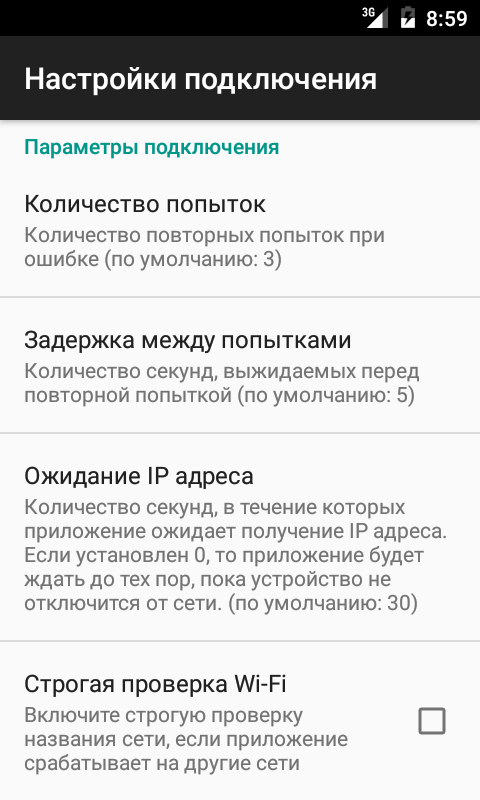 3G 8:59
Настройки подключения
Параметры подключения
Количество попыток
Количество повторных попыток при
ошибке (по умолчанию: 3)
Задержка между попытками
Количество секунд, выжидаемых перед
повторной попыткой (по умолчанию: 5)
Ожидание IP адреса
Количество секунд, в течение которых
приложение ожидает получение IP адреса.
Если установлен 0, то приложение будет
ждать до тех пор, пока устройство не
отключится от сети. (по умолчанию: 30)
Строгая проверка Wi-Fi
Включите строгую проверку
названия сети, если приложение
срабатывает на другие сети